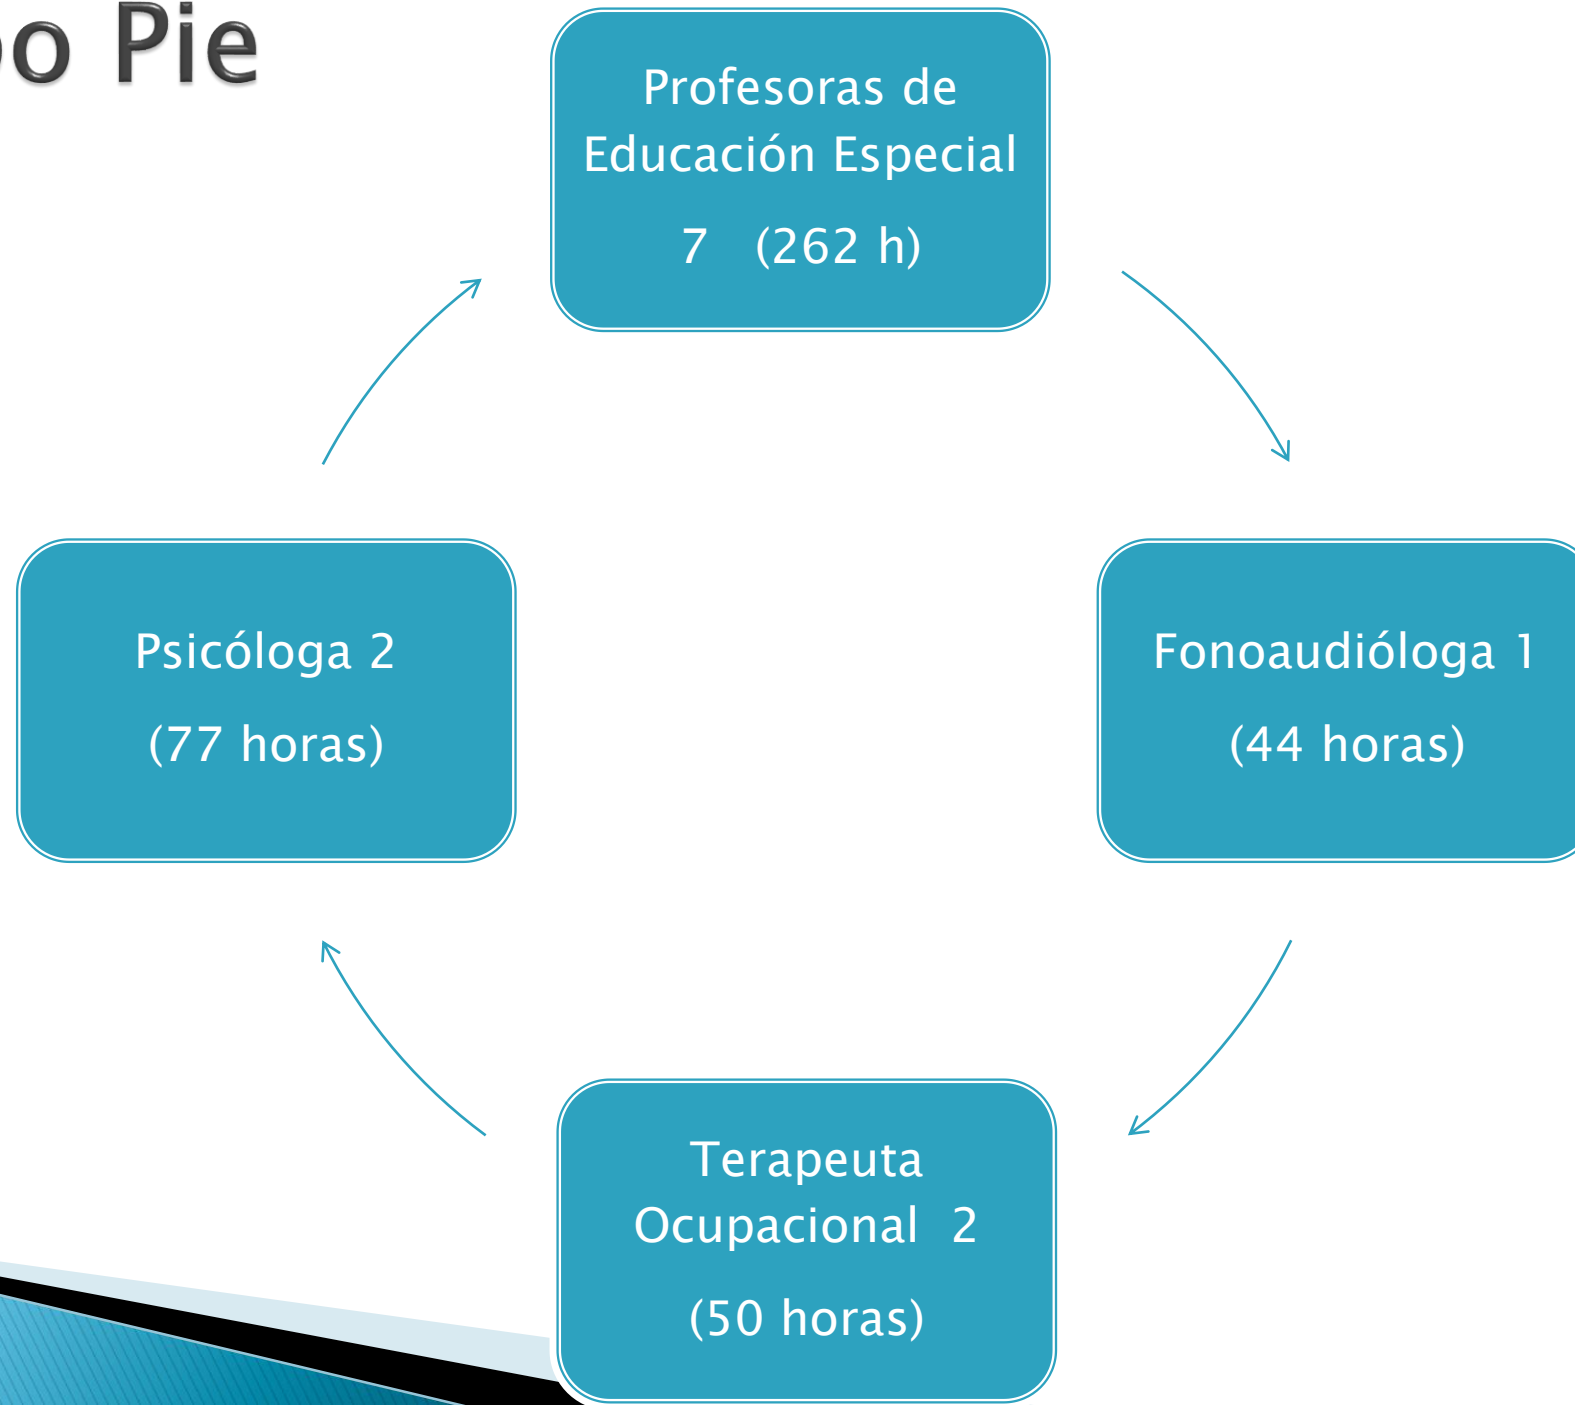 Pie
Profesoras de
Educación Especial
7 (262 h)
Psicóloga 2
(77 horas)
Fonoaudióloga 1
(44 horas)
Terapeuta
Ocupacional 2
(50 horas)